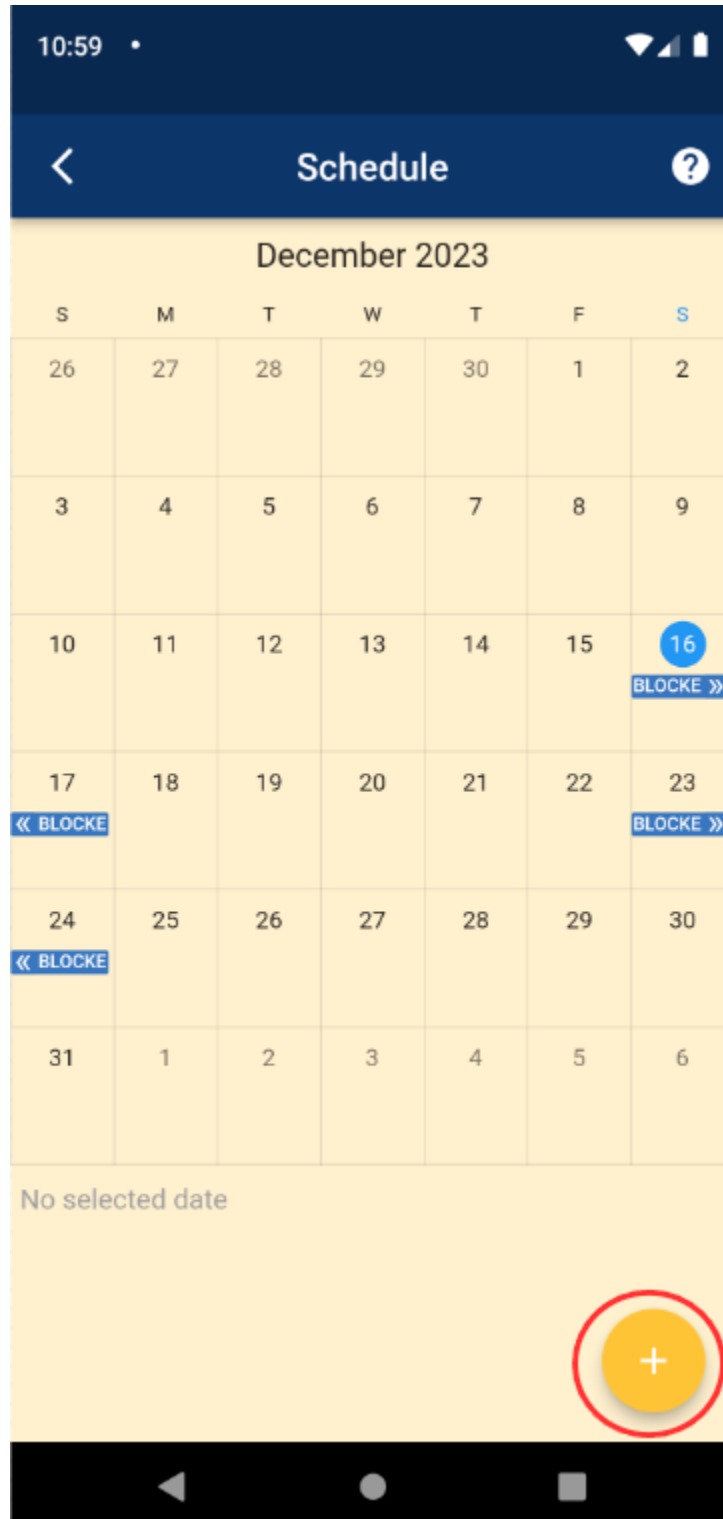 10:59
Schedule ?
December 2023
S M T W T F S
26 27 28 29 30 1 2
3 4 5 6 7 8 9
10 11 12 13 14 15 16
BLOCKE »
17 18 19 20 21 22 23
« BLOCKE BLOCKE »
24 25 26 27 28 29 30
« BLOCKE
31 1 2 3 4 5 6
No selected date
+